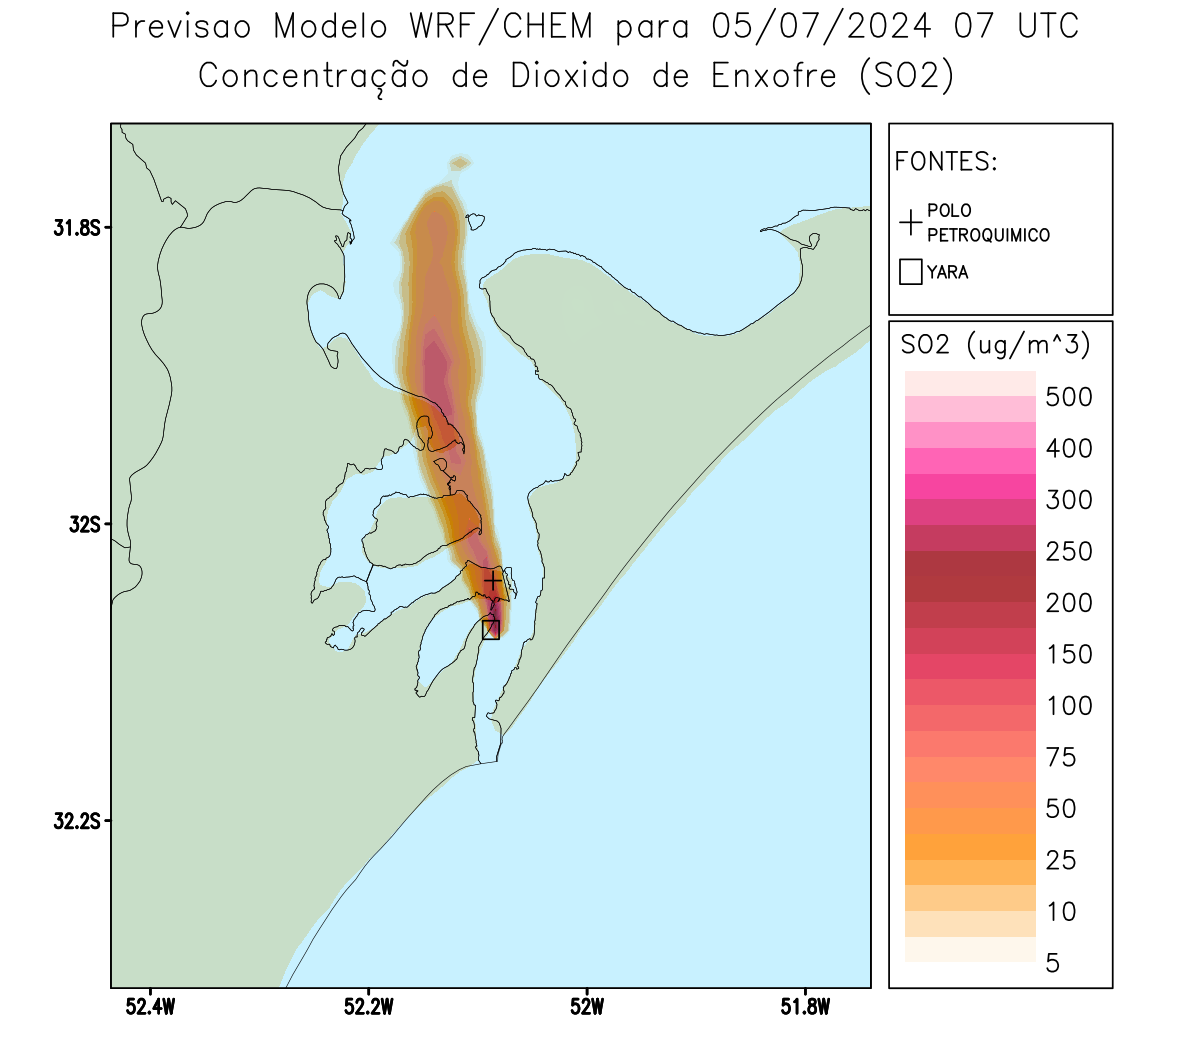 Previsao Modelo WRF/CHEM para 05/07/2024 07 UTC
Concentração de Dioxido de Enxofre (SO2)
FONTES:
POLO
PETROQUIMICO
YARA
31.8S
32S
32.2S
52.4W
52.2W
52W
51.8W
SO2 (ug/m^3)
500
400
300
250
200
150
100
75
50
25
10
5